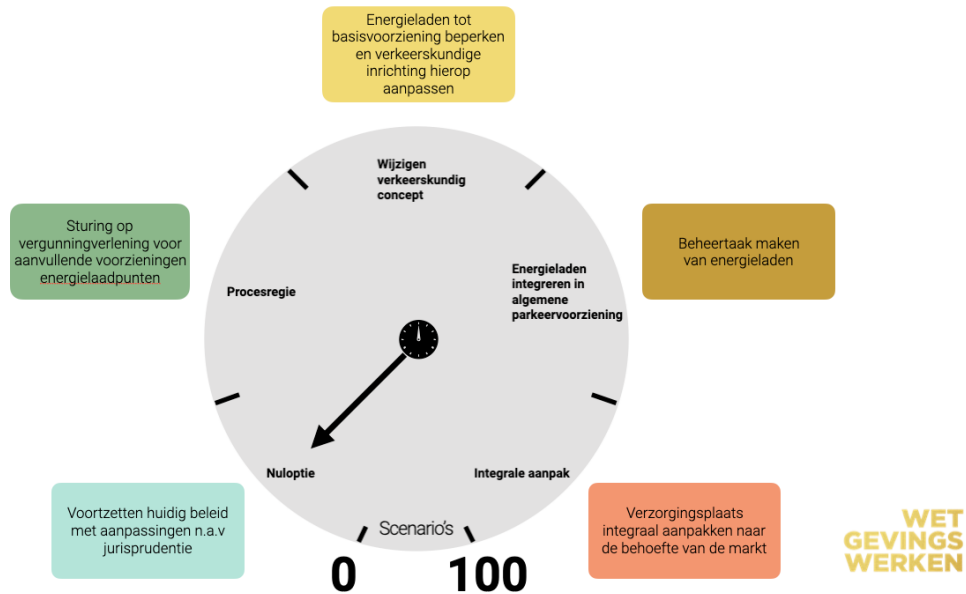 Energieladen tot
basisvoorziening beperken
en verkeerskundige
inrichting hierop
aanpassen
Wijzigen
verkeerskundig
concept
Sturing op
vergunningverlening voor
aanvullende voorzieningen
energielaadpunten
Beheertaak maken
van energieladen
Procesregie
Energieladen
integreren in
algemene
parkeervoorziening
Nuloptie
Integrale aanpak
Voortzetten huidig beleid
met aanpassingen n.a.v
jurisprudentie
Scenario's
Verzorgingsplaats
integraal aanpakken naar
de behoefte van de markt
0
100
WET
GEVINGS
WERKEN